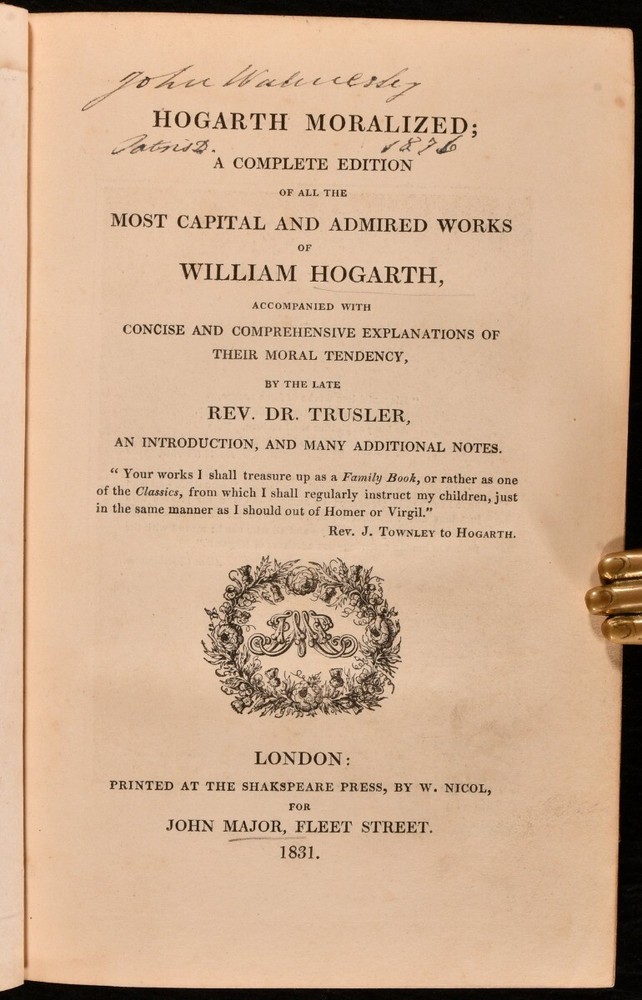 John Walmesley
HOGARTH MORALIZED;
1876
A COMPLETE EDITION
OF ALL THE
MOST CAPITAL AND ADMIRED WORKS
OF
WILLIAM HOGARTH,
ACCOMPANIED WITH
CONCISE AND COMPREHENSIVE EXPLANATIONS OF
THEIR MORAL TENDENCY,
BY THE LATE
REV. DR. TRUSLER,
AN INTRODUCTION, AND MANY ADDITIONAL NOTES.
“ Your works I shall treasure up as a Family Book, or rather as one
of the Classics, from which I shall regularly instruct my children, just
in the same manner as I should out of Homer or Virgil.”
Rev. J. Townley to Hogarth.
LONDON:
PRINTED AT THE SHAKSPEARE PRESS, BY W. NICOL,
FOR
JOHN MAJOR, FLEET STREET.
1831.